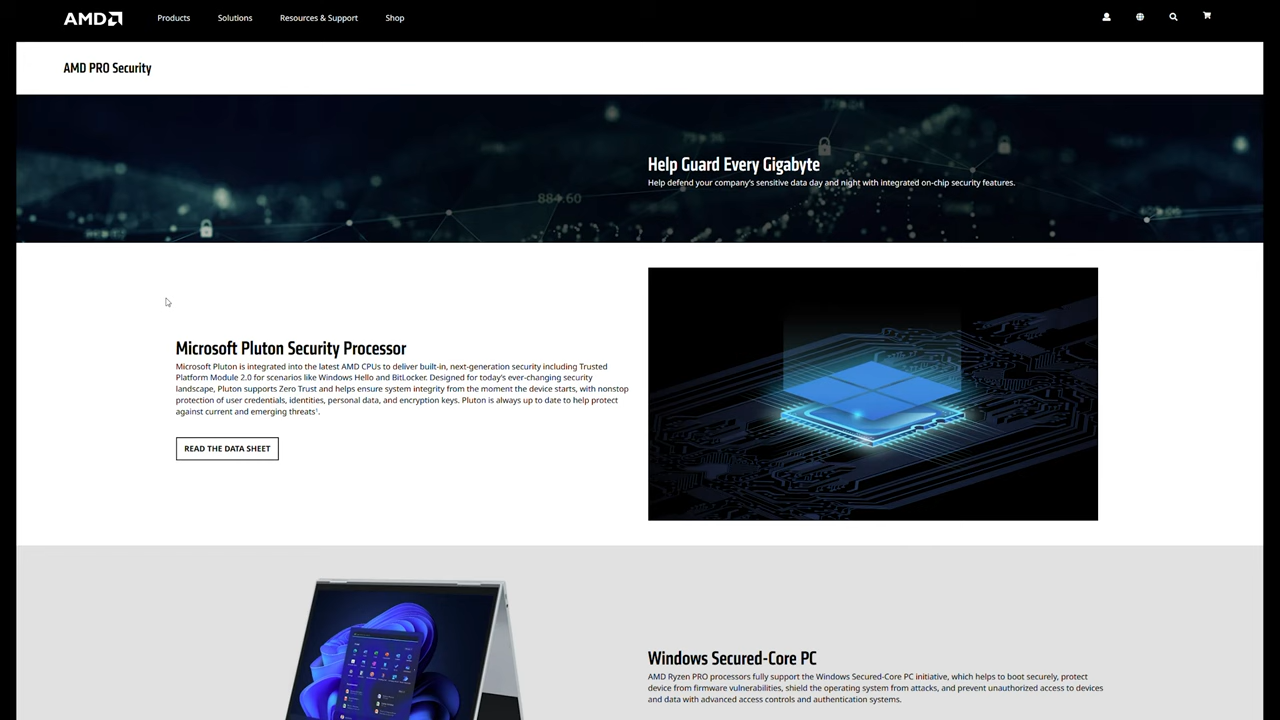 AMD
Products
Solutions
Resources & Support
Shop
AMD PRO Security
Help Guard Every Gigabyte
Help defend your company's sensitive data day and night with integrated on-chip security features.
884.60
Microsoft Pluton Security Processor
Microsoft Pluton is integrated into the latest AMD CPUs to deliver built-in, next-generation security including Trusted
Platform Module 2.0 for scenarios like Windows Hello and BitLocker. Designed for today's ever-changing security
landscape, Pluton supports Zero Trust and helps ensure system integrity from the moment the device starts, with nonstop
protection of user credentials, identities, personal data, and encryption keys. Pluton is always up to date to help protect
against current and emerging threats¹.
READ THE DATA SHEET
Windows Secured-Core PC
AMD Ryzen PRO processors fully support the Windows Secured-Core PC initiative, which helps to boot securely, protect
device from firmware vulnerabilities, shield the operating system from attacks, and prevent unauthorized access to devices
and data with advanced access controls and authentication systems.